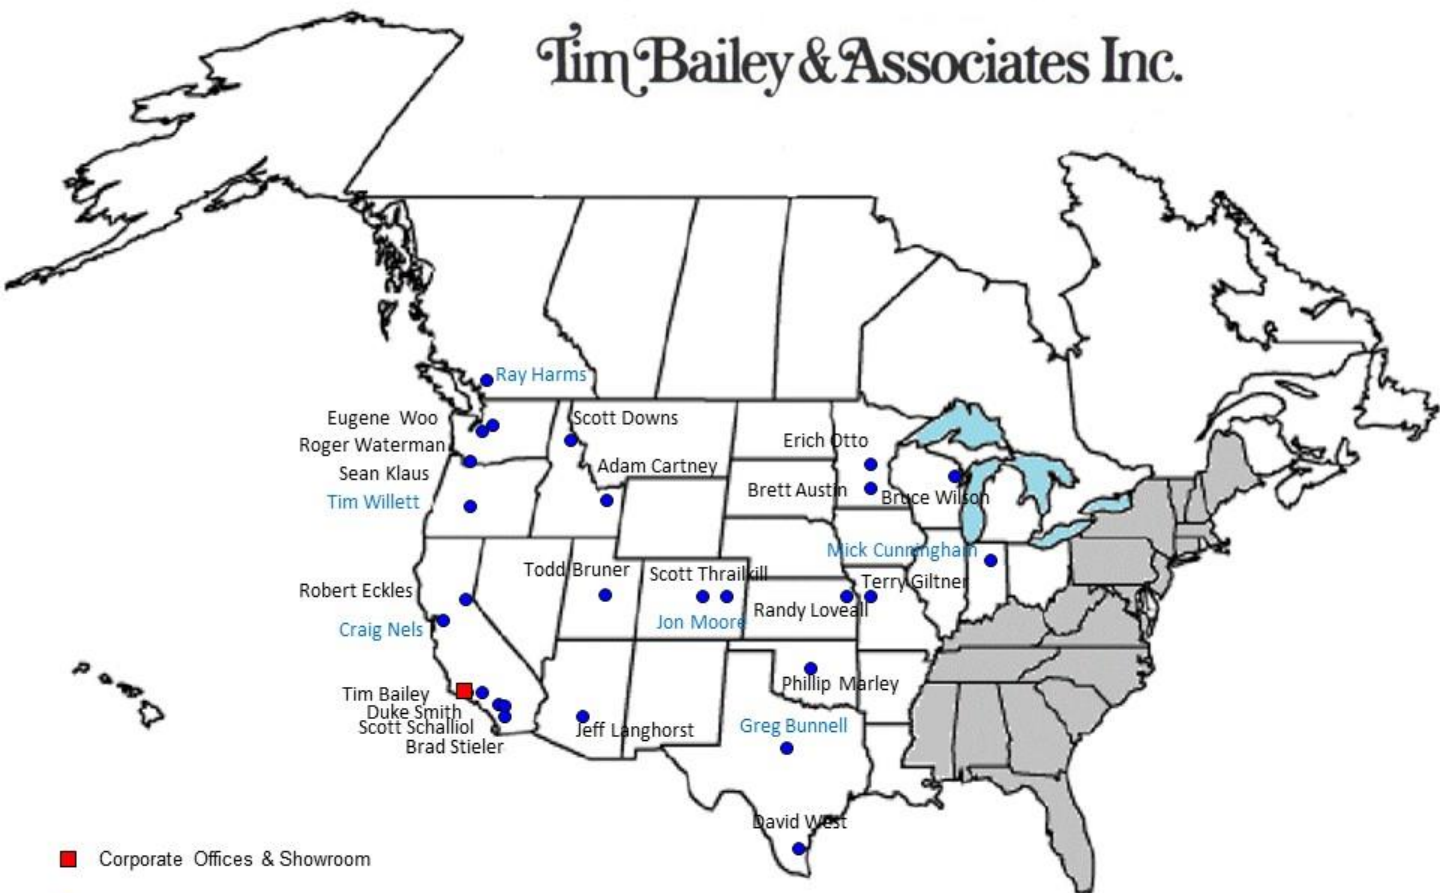 Tim Bailey & Associates Inc.
Ray Harms
Eugene Woo
Scott Downs
Roger Waterman
Erich Otto
Sean Klaus
Adam Cartney
Tim Willett
Brett Austin
Bruce Wilson
Mick Cunningham
Todd Bruner
Scott Thrailkill
Terry Giltner
Robert Eckles
Randy Loveall
Craig Nels
Jon Moore
Phillip Marley
Tim Bailey
Duke Smith
Scott Schalliol
Brad Stieler
Jeff Langhorst
Greg Bunnell
David West
Corporate Offices & Showroom